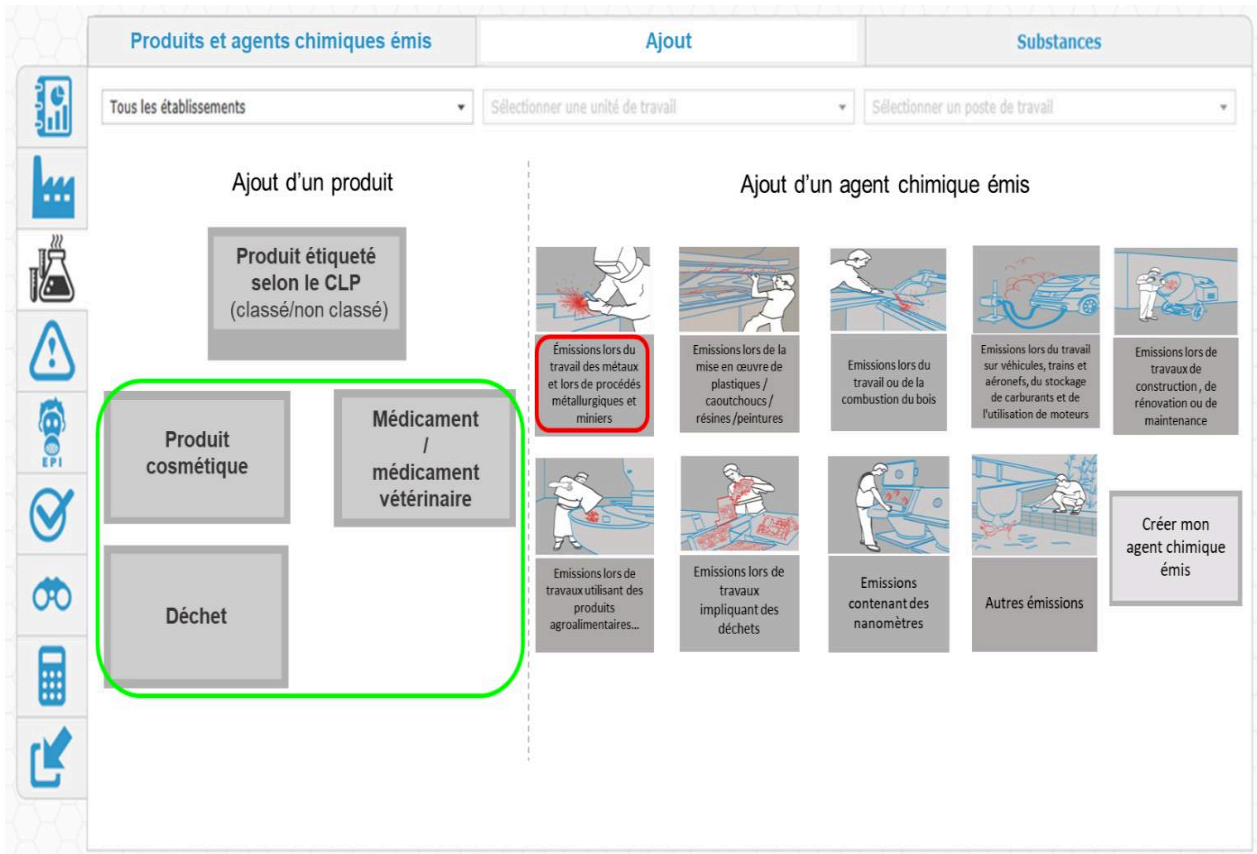 Produits et agents chimiques émis
Ajout
Substances
Tous les établissements
Sélectionner une unité de travail
Sélectionner un poste de travail
EPI
Ajout d'un produit
Produit étiqueté
selon le CLP
(classé/non classé)
Produit
cosmétique
Médicament
/
médicament
vétérinaire
Déchet
Ajout d'un agent chimique émis
Émissions lors du
travail des métaux
et lors de procédés
métallurgiques et
miniers
Emissions lors de la
mise en œuvre de
plastiques /
caoutchoucs /
résines /peintures
Emissions lors du
travail ou de la
combustion du bois
Emissions lors du travail
sur véhicules, trains et
aéronefs, du stockage
de carburants et de
l'utilisation de moteurs
Emissions lors de
travaux de
construction , de
rénovation ou de
maintenance
Emissions lors de
travaux utilisant des
produits
agroalimentaires...
Emissions lors de
travaux
impliquant des
déchets
Emissions
contenant des
nanomètres
Autres émissions
Créer mon
agent chimique
émis